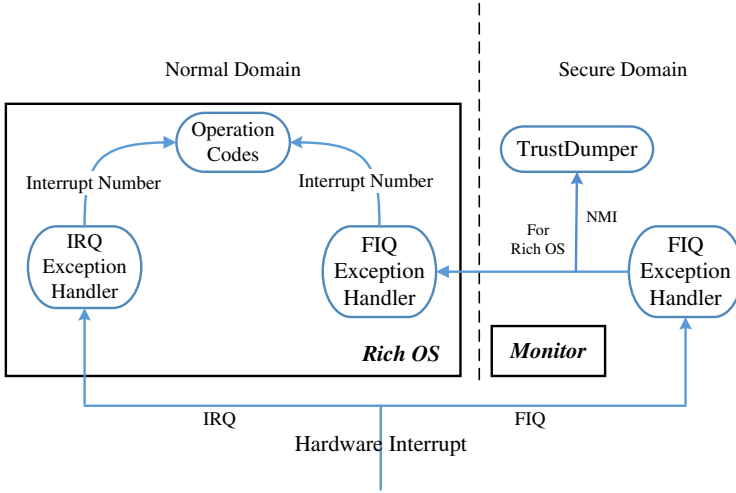 Normal Domain
Secure Domain
Operation
Codes
TrustDumper
Interrupt Number
Interrupt Number
IRQ
Exception
Handler
FIQ
Exception
Handler
For
Rich OS
NMI
FIQ
Exception
Handler
Rich OS
Monitor
IRQ
FIQ
Hardware Interrupt